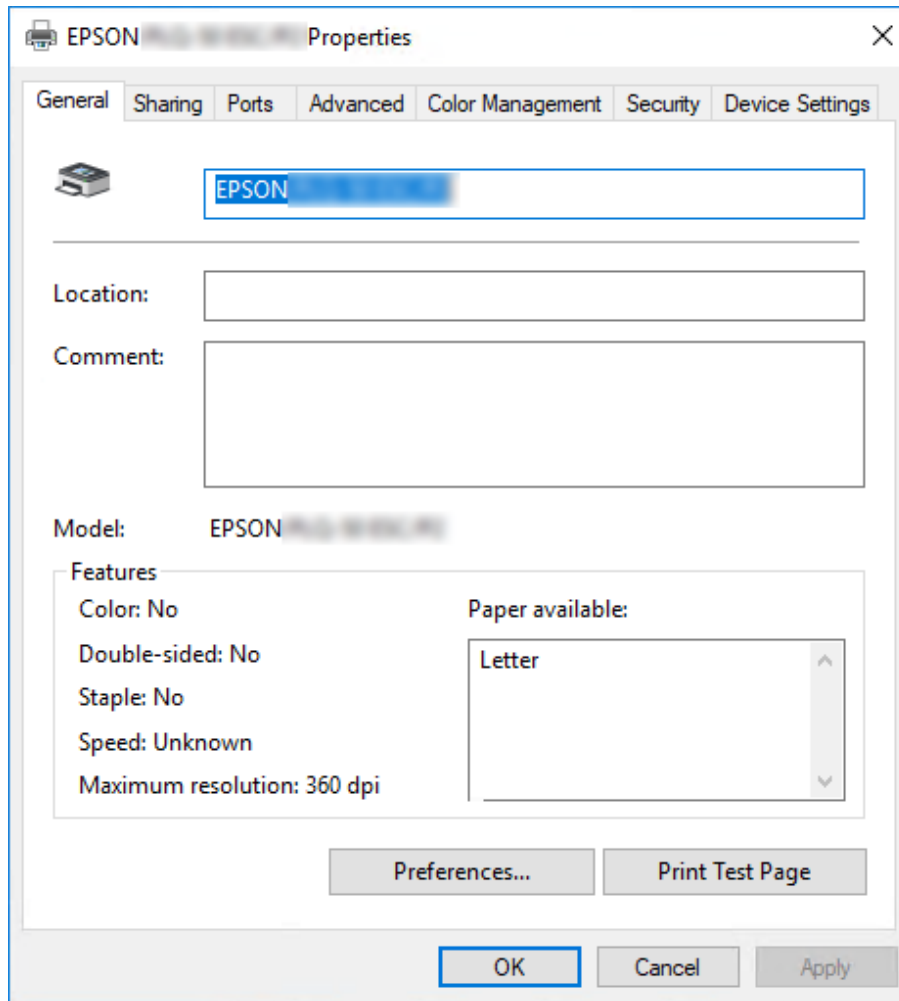 EPSON Properties
General Sharing Ports Advanced Color Management Security Device Settings
EPSON
Location:
Comment:
Model: EPSON
Features
Color: No
Paper available:
Double-sided: No
Letter
Staple: No
Speed: Unknown
Maximum resolution: 360 dpi
Preferences... Print Test Page
OK Cancel Apply